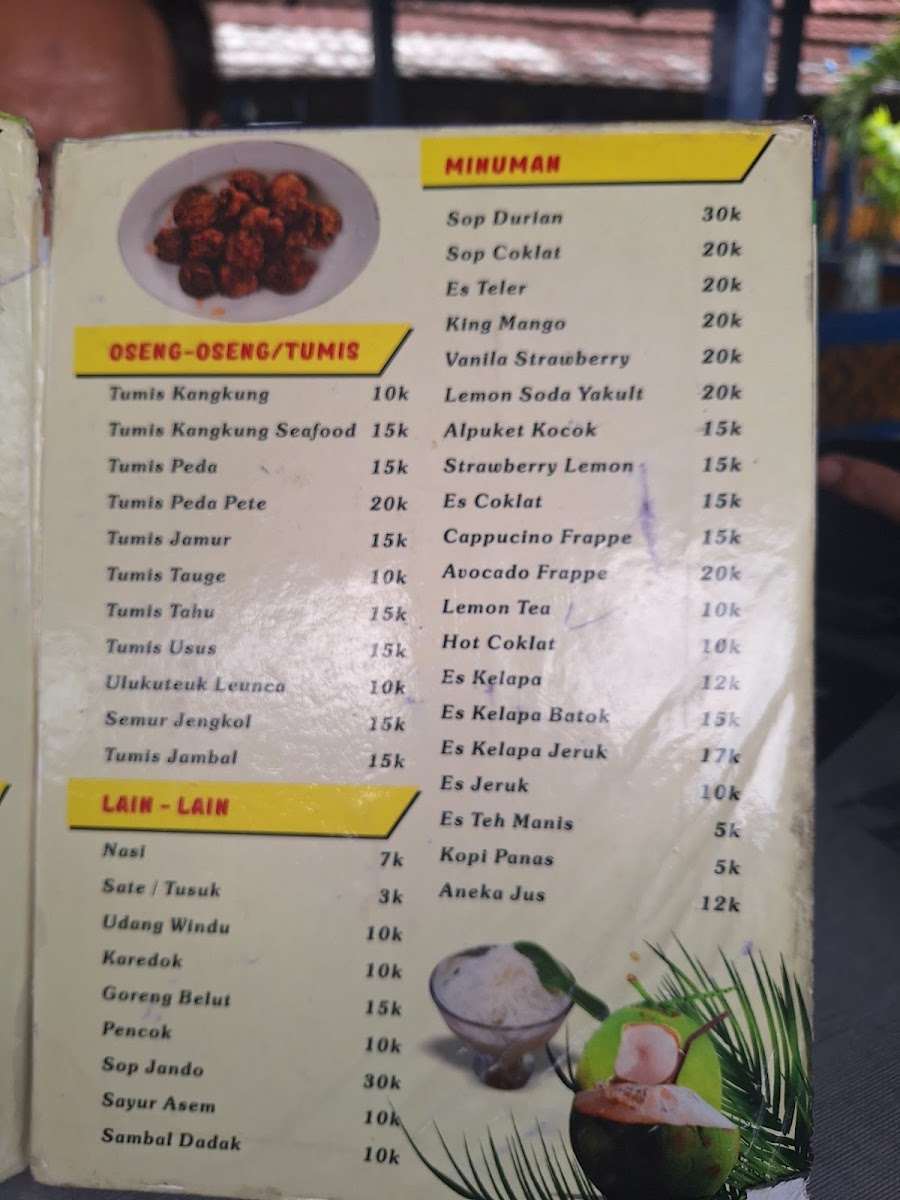 OSENG-OSENG/TUMIS
Tumis Kangkung 10k
Tumis Kangkung Seafood 15k
Tumis Peda 15k
Tumis Peda Pete 20k
Tumis Jamur 15k
Tumis Tauge 10k
Tumis Tahu 15k
Tumis Usus 15k
Ulukuteuk Leunca 10k
Semur Jengkol 15k
Tumis Jambal 15k
LAIN - LAIN
Nasi 7k
Sate / Tusuk 3k
Udang Windu 10k
Karedok 10k
Goreng Belut 15k
Pencok 10k
Sop Jando 30k
Sayur Asem 10k
Sambal Dadak 10k
MINUMAN
Sop Durian 30k
Sop Coklat 20k
Es Teler 20k
King Mango 20k
Vanila Strawberry 20k
Lemon Soda Yakult 20k
Alpuket Kocok 15k
Strawberry Lemon 15k
Es Coklat 15k
Cappucino Frappe 15k
Avocado Frappe 20k
Lemon Tea 10k
Hot Coklat 10k
Es Kelapa 12k
Es Kelapa Batok 15k
Es Kelapa Jeruk 17k
Es Jeruk 10k
Es Teh Manis 5k
Kopi Panas 5k
Aneka Jus 12k